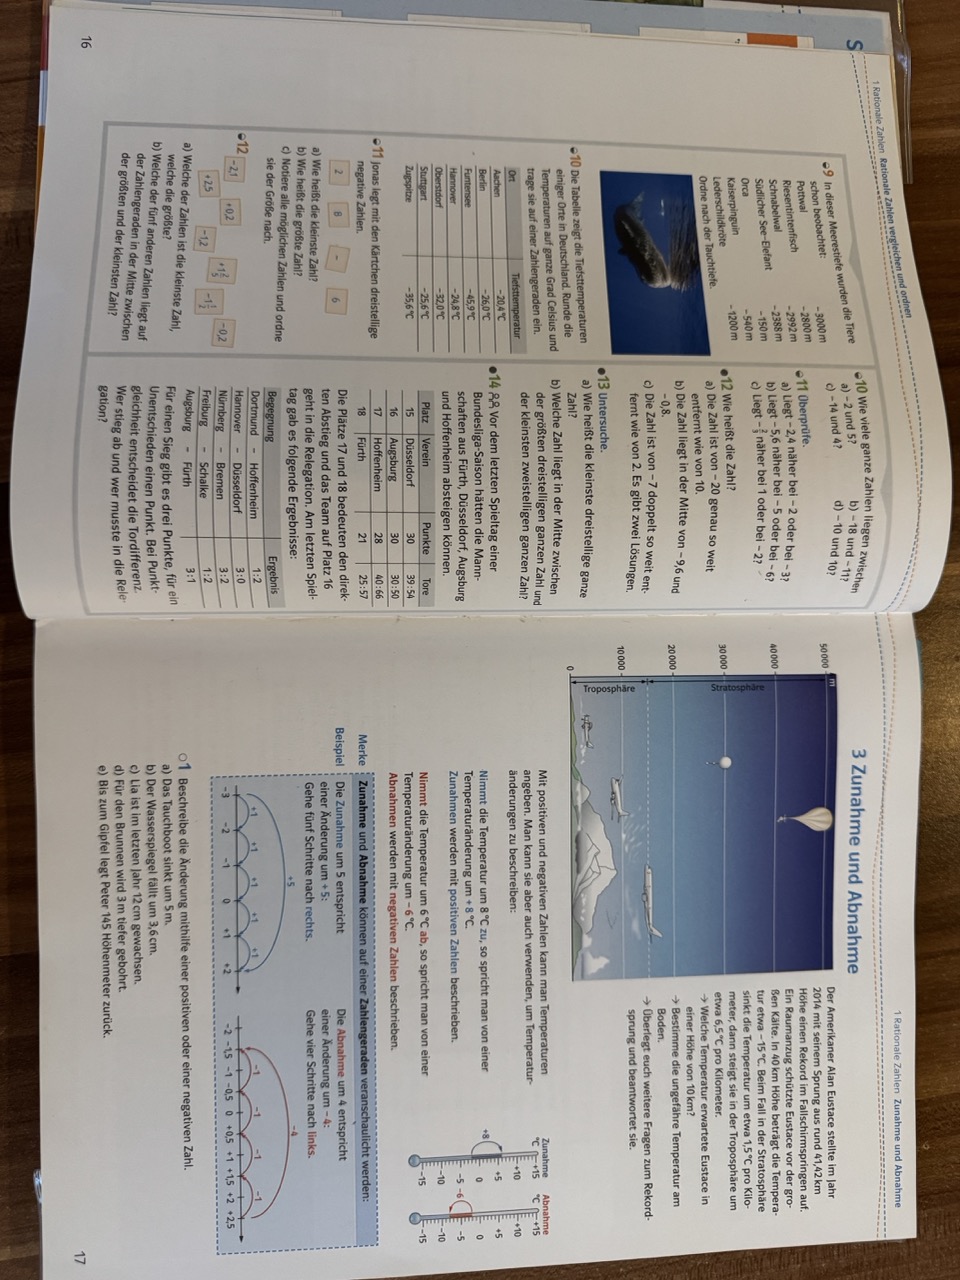 S
1 Rationale Zahlen Rationale Zahlen vergleichen und ordnen
9 In dieser Meerestiefe wurden die Tiere
schon beobachtet:
Pottwal −3000 m
Riesentintenfisch −2800 m
Schnabelwal −2992 m
Südlicher See-Elefant −2388 m
Orca −150 m
Kaiserpinguin −540 m
Lederschildkröte −1200 m
Ordne nach der Tauchtiefe.
10 Die Tabelle zeigt die Tiefsttemperaturen
einiger Orte in Deutschland. Runde die
Temperaturen auf ganze Grad Celsius und
trage sie auf einer Zahlengeraden ein.
Ort Tiefsttemperatur
Aachen −20,4 °C
Berlin −26,0 °C
Funtensee −45,9 °C
Hannover −24,8 °C
Oberstdorf −32,0 °C
Stuttgart −25,6 °C
Zugspitze −35,6 °C
11 Jonas legt mit den Kärtchen dreistellige
negative Zahlen.
2 8 − 6
a) Wie heißt die kleinste Zahl?
b) Wie heißt die größte Zahl?
c) Notiere alle möglichen Zahlen und ordne
sie der Größe nach.
12
−2,1 +2,5 +0,2 −1,2 −0,2
a) Welche der Zahlen ist die kleinste Zahl,
welche die größte?
b) Welche der fünf anderen Zahlen liegt auf
der Zahlengeraden in der Mitte zwischen
der größten und der kleinsten Zahl?
10 Wie viele ganze Zahlen liegen zwischen
a) −2 und 5? b) −18 und −11?
c) −14 und 4? d) −10 und 10?
11 Überprüfe.
a) Liegt −2,4 näher bei −2 oder bei −3?
b) Liegt −5,6 näher bei −5 oder bei −6?
c) Liegt näher bei 1 oder bei −2?
12 Wie heißt die Zahl?
a) Die Zahl ist von −20 genau so weit
entfernt wie von 10.
b) Die Zahl liegt in der Mitte von −9,6 und
−0,8.
c) Die Zahl ist von −7 doppelt so weit ent-
fernt wie von 2. Es gibt zwei Lösungen.
13 Untersuche.
a) Wie heißt die kleinste dreistellige ganze
Zahl?
b) Welche Zahl liegt in der Mitte zwischen
der größten dreistelligen ganzen Zahl und
der kleinsten zweistelligen ganzen Zahl?
14 Vor dem letzten Spieltag einer
Bundesliga-Saison hätten die Mann-
schaften aus Fürth, Düsseldorf, Augsburg
und Hoffenheim absteigen können.
Platz Verein Punkte Tore
15 Düsseldorf 30 39:54
16 Augsburg 30 30:50
17 Hoffenheim 28 40:66
18 Fürth 21 25:57
Die Plätze 17 und 18 bedeuten den direk-
ten Abstieg und das Team auf Platz 16
geht in die Relegation. Am letzten Spiel-
tag gab es folgende Ergebnisse:
Begegnung Ergebnis
Dortmund – Hoffenheim 1:2
Hannover – Düsseldorf 3:0
Nürnberg – Bremen 3:2
Freiburg – Schalke 1:2
Augsburg – Fürth 3:1
Für einen Sieg gibt es drei Punkte, für ein
Unentschieden einen Punkt. Bei Punkt-
gleichheit entscheidet die Tordifferenz.
Wer stieg ab und wer musste in die Rele-
gation?
16
1 Rationale Zahlen Zunahme und Abnahme
3 Zunahme und Abnahme
m
50 000
40 000
30 000
20 000
10 000
0
Stratosphäre
Troposphäre
Der Amerikaner Alan Eustace stellte im Jahr
2014 mit seinem Sprung aus rund 41,42 km
Höhe einen Rekord im Fallschirmspringen auf.
Ein Raumanzug schützte Eustace vor der gro-
ßen Kälte. In 40 km Höhe beträgt die Tempera-
tur etwa −15 °C. Beim Fall in der Stratosphäre
sinkt die Temperatur um etwa 1,5 °C pro Kilo-
meter, dann steigt sie in der Troposphäre um
etwa 6,5 °C pro Kilometer.
→ Welche Temperatur erwartete Eustace in
einer Höhe von 10 km?
→ Bestimme die ungefähre Temperatur am
Boden.
→ Überlegt euch weitere Fragen zum Rekord-
sprung und beantwortet sie.
Mit positiven und negativen Zahlen kann man Temperaturen
angeben. Man kann sie aber auch verwenden, um Temperatur-
änderungen zu beschreiben:
Nimmt die Temperatur um 8 °C zu, so spricht man von einer
Temperaturänderung um +8 °C.
Zunahmen werden mit positiven Zahlen beschrieben.
Nimmt die Temperatur um 6 °C ab, so spricht man von einer
Temperaturänderung um −6 °C.
Abnahmen werden mit negativen Zahlen beschrieben.
Zunahme
°C
+15
+10
+5
0
−5
−10
−15
+8
Abnahme
°C
+15
+10
+5
0
−5
−10
−15
−6
Merke Zunahme und Abnahme können auf einer Zahlengeraden veranschaulicht werden:
Beispiel Die Zunahme um 5 entspricht
einer Änderung um +5:
Gehe fünf Schritte nach rechts.
+5
+1 +1 +1 +1 +1
−3 −2 −1 0 +1 +2
Die Abnahme um 4 entspricht
einer Änderung um −4:
Gehe vier Schritte nach links.
−4
−1 −1 −1 −1
−2 −1,5 −1 −0,5 0 +0,5 +1 +1,5 +2 +2,5
1 Beschreibe die Änderung mithilfe einer positiven oder einer negativen Zahl.
a) Das Tauchboot sinkt um 5 m.
b) Der Wasserspiegel fällt um 3,6 cm.
c) Lia ist im letzten Jahr 12 cm gewachsen.
d) Für den Brunnen wird 3 m tiefer gebohrt.
e) Bis zum Gipfel legt Peter 145 Höhenmeter zurück.
17